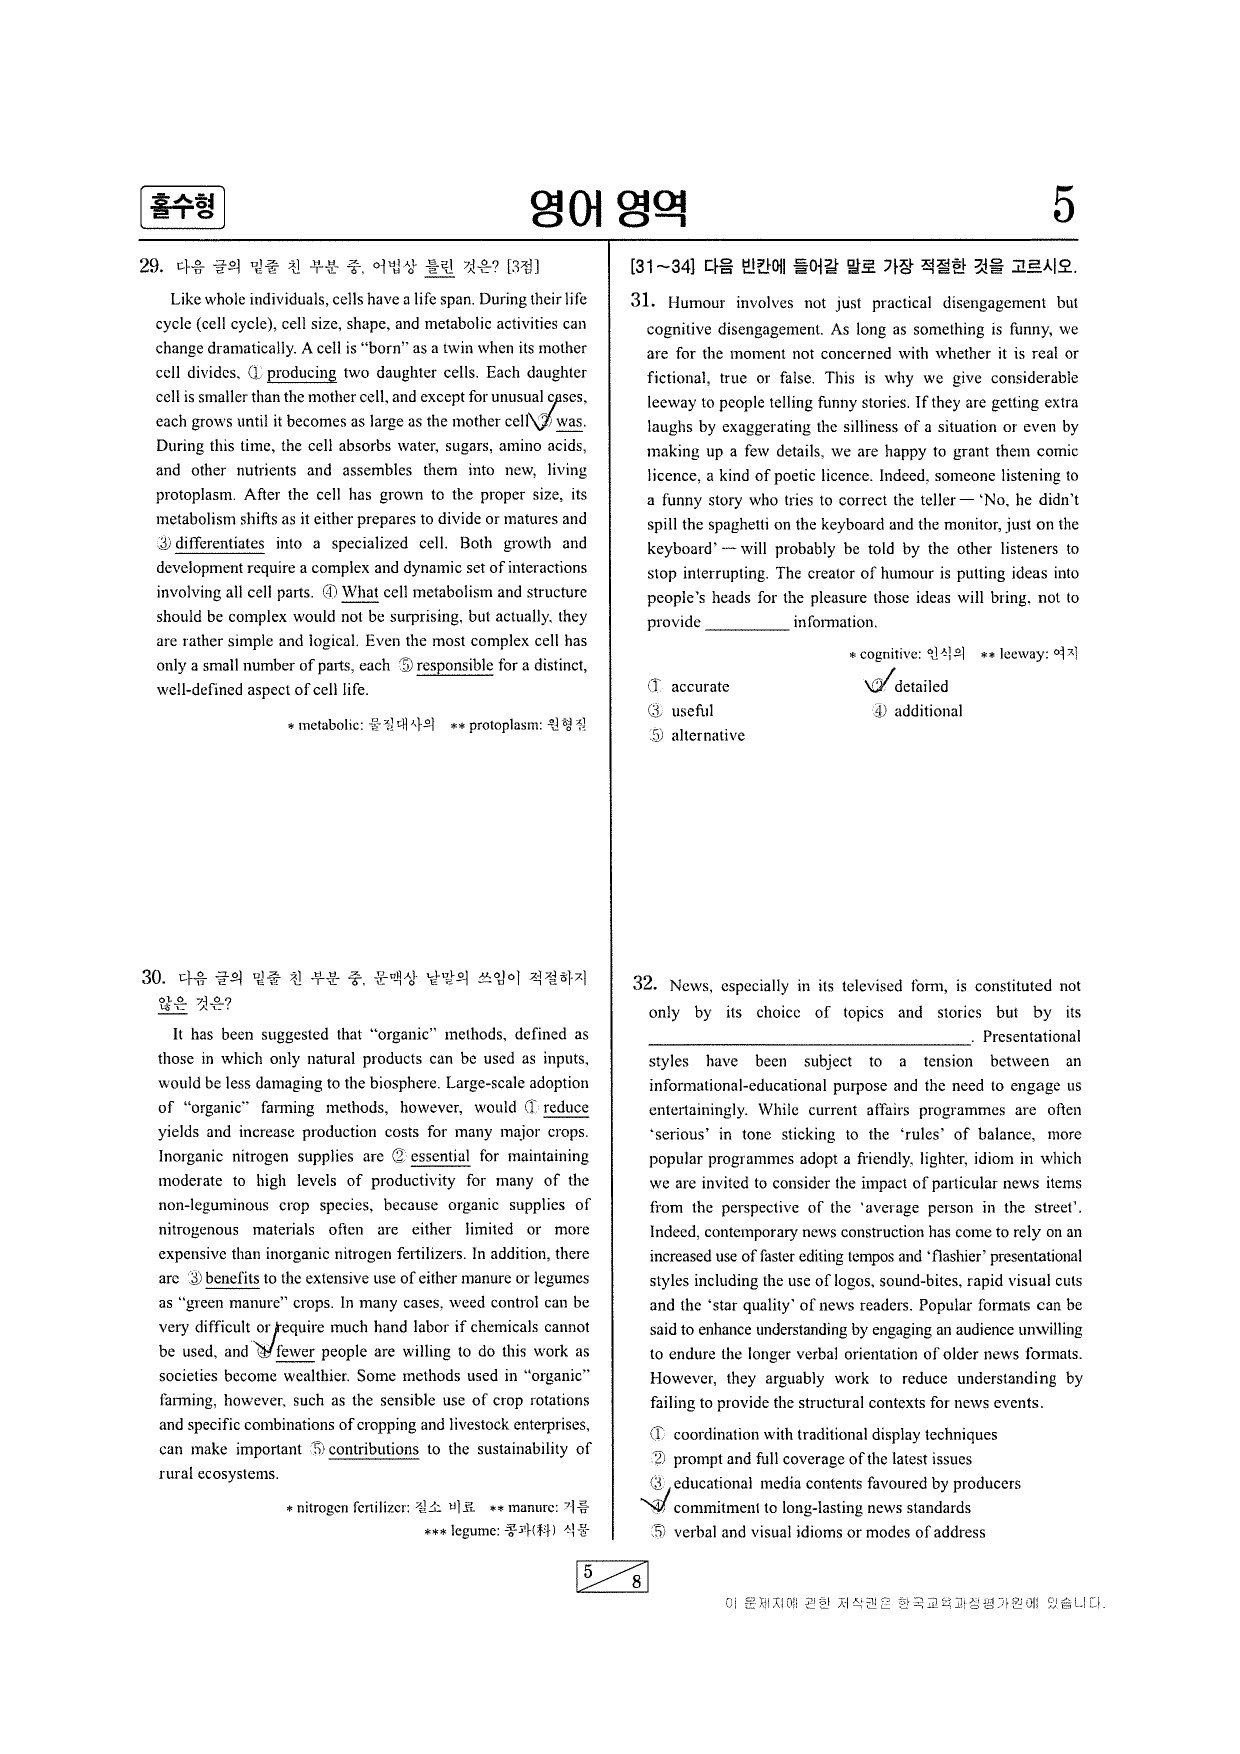 홀수형
영어 영역
5
29. 다음 글의 밑줄 친 부분 중, 어법상 틀린 것은? [3점]
Like whole individuals, cells have a life span. During their life
cycle (cell cycle), cell size, shape, and metabolic activities can
change dramatically. A cell is “born” as a twin when its mother
cell divides, ① producing two daughter cells. Each daughter
cell is smaller than the mother cell, and except for unusual cases,
each grows until it becomes as large as the mother cell ② was.
During this time, the cell absorbs water, sugars, amino acids,
and other nutrients and assembles them into new, living
protoplasm. After the cell has grown to the proper size, its
metabolism shifts as it either prepares to divide or matures and
③ differentiates into a specialized cell. Both growth and
development require a complex and dynamic set of interactions
involving all cell parts. ④ What cell metabolism and structure
should be complex would not be surprising, but actually, they
are rather simple and logical. Even the most complex cell has
only a small number of parts, each ⑤ responsible for a distinct,
well-defined aspect of cell life.
* metabolic: 물질대사의 ** protoplasm: 원형질
30. 다음 글의 밑줄 친 부분 중, 문맥상 낱말의 쓰임이 적절하지
않은 것은?
It has been suggested that “organic” methods, defined as
those in which only natural products can be used as inputs,
would be less damaging to the biosphere. Large-scale adoption
of “organic” farming methods, however, would ① reduce
yields and increase production costs for many major crops.
Inorganic nitrogen supplies are ② essential for maintaining
moderate to high levels of productivity for many of the
non-leguminous crop species, because organic supplies of
nitrogenous materials often are either limited or more
expensive than inorganic nitrogen fertilizers. In addition, there
are ③ benefits to the extensive use of either manure or legumes
as “green manure” crops. In many cases, weed control can be
very difficult or require much hand labor if chemicals cannot
be used, and ④ fewer people are willing to do this work as
societies become wealthier. Some methods used in “organic”
farming, however, such as the sensible use of crop rotations
and specific combinations of cropping and livestock enterprises,
can make important ⑤ contributions to the sustainability of
rural ecosystems.
* nitrogen fertilizer: 질소 비료 ** manure: 거름
*** legume: 콩과(科) 식물
[31~34] 다음 빈칸에 들어갈 말로 가장 적절한 것을 고르시오.
31. Humour involves not just practical disengagement but
cognitive disengagement. As long as something is funny, we
are for the moment not concerned with whether it is real or
fictional, true or false. This is why we give considerable
leeway to people telling funny stories. If they are getting extra
laughs by exaggerating the silliness of a situation or even by
making up a few details, we are happy to grant them comic
licence, a kind of poetic licence. Indeed, someone listening to
a funny story who tries to correct the teller — ‘No, he didn’t
spill the spaghetti on the keyboard and the monitor, just on the
keyboard’ — will probably be told by the other listeners to
stop interrupting. The creator of humour is putting ideas into
people’s heads for the pleasure those ideas will bring, not to
provide __________ information.
* cognitive: 인식의 ** leeway: 여지
① accurate ② detailed
③ useful ④ additional
⑤ alternative
32. News, especially in its televised form, is constituted not
only by its choice of topics and stories but by its
__________. Presentational
styles have been subject to a tension between an
informational-educational purpose and the need to engage us
entertainingly. While current affairs programmes are often
‘serious’ in tone sticking to the ‘rules’ of balance, more
popular programmes adopt a friendly, lighter, idiom in which
we are invited to consider the impact of particular news items
from the perspective of the ‘average person in the street’.
Indeed, contemporary news construction has come to rely on an
increased use of faster editing tempos and ‘flashier’ presentational
styles including the use of logos, sound-bites, rapid visual cuts
and the ‘star quality’ of news readers. Popular formats can be
said to enhance understanding by engaging an audience unwilling
to endure the longer verbal orientation of older news formats.
However, they arguably work to reduce understanding by
failing to provide the structural contexts for news events.
① coordination with traditional display techniques
② prompt and full coverage of the latest issues
③ educational media contents favoured by producers
④ commitment to long-lasting news standards
⑤ verbal and visual idioms or modes of address
5
8
이 문제지에 관한 저작권은 한국교육과정평가원에 있습니다.